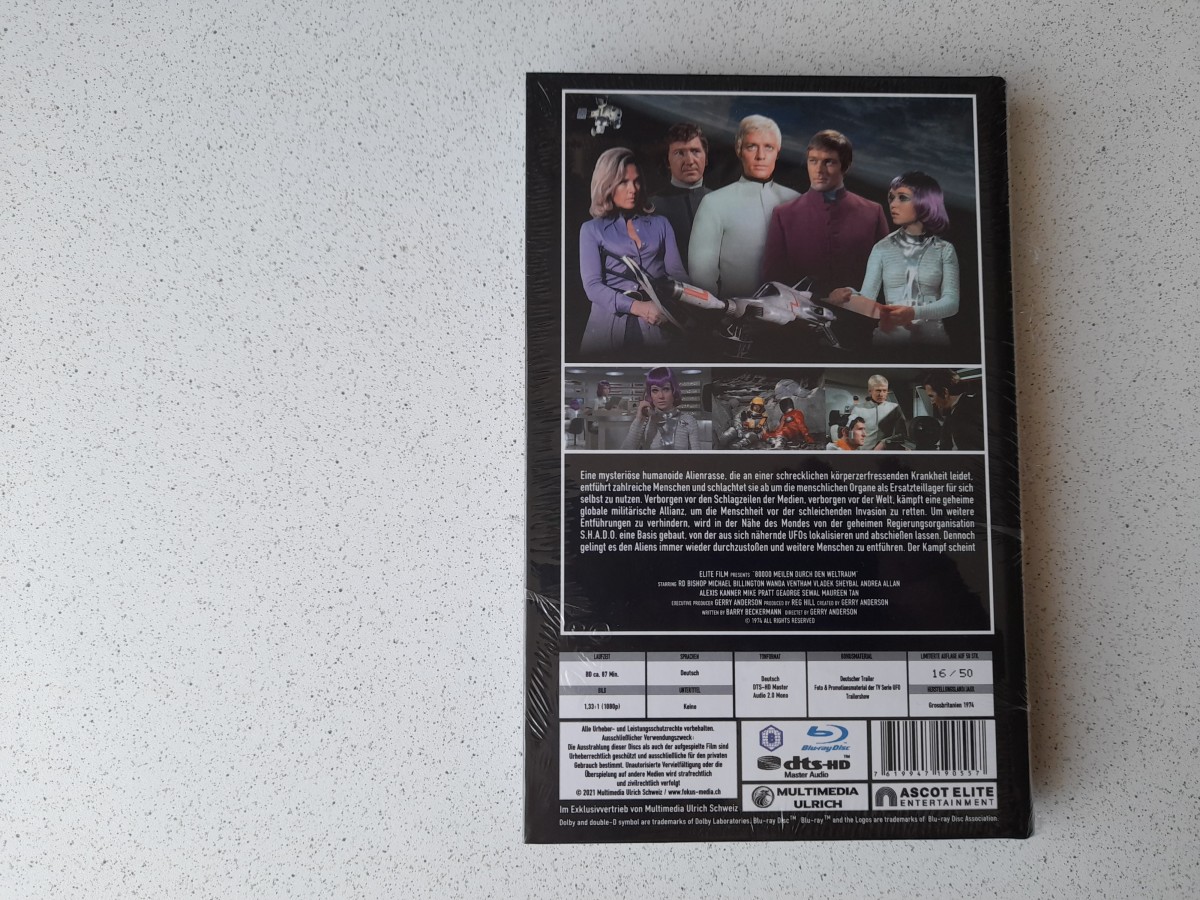 Eine mysteriöse humanoide Alienrasse, die an einer schrecklichen körperzerfressenden Krankheit leidet,
entführt zahlreiche Menschen und schlachtet sie ab um die menschlichen Organe als Ersatzteillager für sich
selbst zu nutzen. Verborgen vor den Schlagzeilen der Medien, verborgen vor der Welt, kämpft eine geheime
globale militärische Allianz, um die Menschheit vor der schleichenden Invasion zu retten. Um weitere
Entführungen zu verhindern, wird in der Nähe des Mondes von der geheimen Regierungsorganisation
S.H.A.D.O. eine Basis gebaut, von der aus sich nähernde UFOs lokalisieren und abschießen lassen. Dennoch
gelingt es den Aliens immer wieder durchzustoßen und weitere Menschen zu entführen. Der Kampf scheint
ELITE FILM PRESENTS "80000 MEILEN DURCH DEN WELTRAUM"
STARRING RD BISHOP MICHAEL BILLINGTON WANDA VENTHAM VLADEK SHEYBAL ANDREA ALLAN
ALEXIS KANNER MIKE PRATT GEAORGE SEWAL MAUREEN TAN
EXECUTIVE PRODUCER GERRY ANDERSON PRODUCED BY REG HILL CREATED BY GERRY ANDERSON
WRITTEN BY BARRY BECKERMANN DIRECTET BY GERRY ANDERSON
© 1974 ALL RIGHTS RESERVED
LAUFZEIT
BD ca. 87 Min.
BILD
1,33:1 (1080p)
SPRACHEN
Deutsch
UNTERTITEL
Keine
TONFORMAT
Deutsch
DTS-HD Master
Audio 2.0 Mono
BONUSMATERIAL
Deutscher Trailer
Foto & Promotionsmaterial der TV Serie UFO
Trailershow
LIMITIERTE AUFLAGE AUF 50 STK.
16/50
HERSTELLUNGSLAND/JAHR
Grossbritanien 1974
Alle Urheber- und Leistungsschutzrechte vorbehalten.
Ausschließlicher Verwendungszweck:
Die Ausstrahlung dieser Discs als auch der aufgespielte Film sind
Urheberrechtlich geschützt und ausschließliche für den privaten
Gebrauch bestimmt. Unautorisierte Vervielfältigung oder die
Überspielung auf andere Medien wird strafrechtlich
und zivilrechtlich verfolgt
© 2021 Multimedia Ulrich Schweiz / www.fokus-media.ch
Blu-ray Disc
dts-HD™
Master Audio
MULTIMEDIA
ULRICH
7 619947 190557
ASCOT ELITE
ENTERTAINMENT
Im Exklusivvertrieb von Multimedia Ulrich Schweiz
Dolby and double-D symbol are trademarks of Dolby Laboratories; Blu-ray Disc™ Blu-ray™ and the Logos are trademarks of Blu-ray Disc Association.